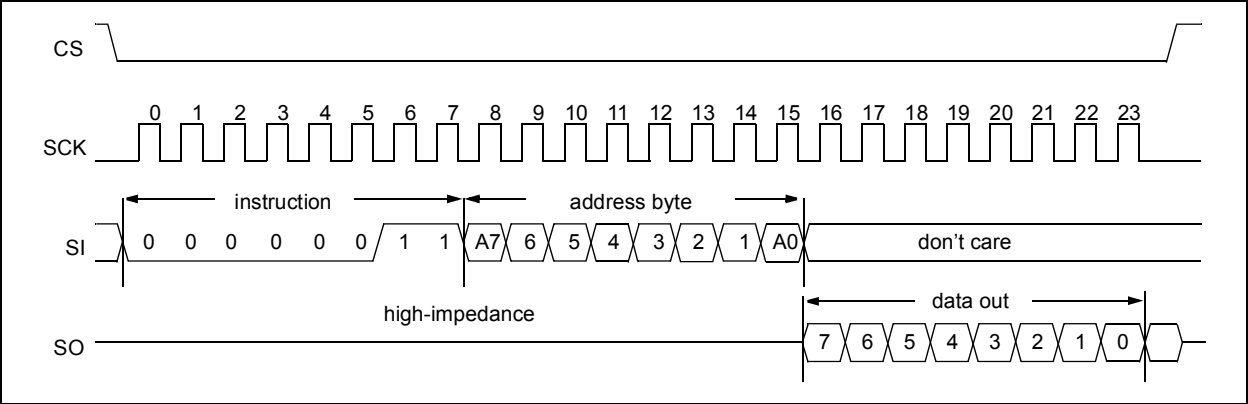 CS
0 1 2 3 4 5 6 7 8 9 10 11 12 13 14 15 16 17 18 19 20 21 22 23
SCK
instruction address byte
SI 0 0 0 0 0 0 1 1 A7 6 5 4 3 2 1 A0 don't care
data out
high-impedance
SO 7 6 5 4 3 2 1 0